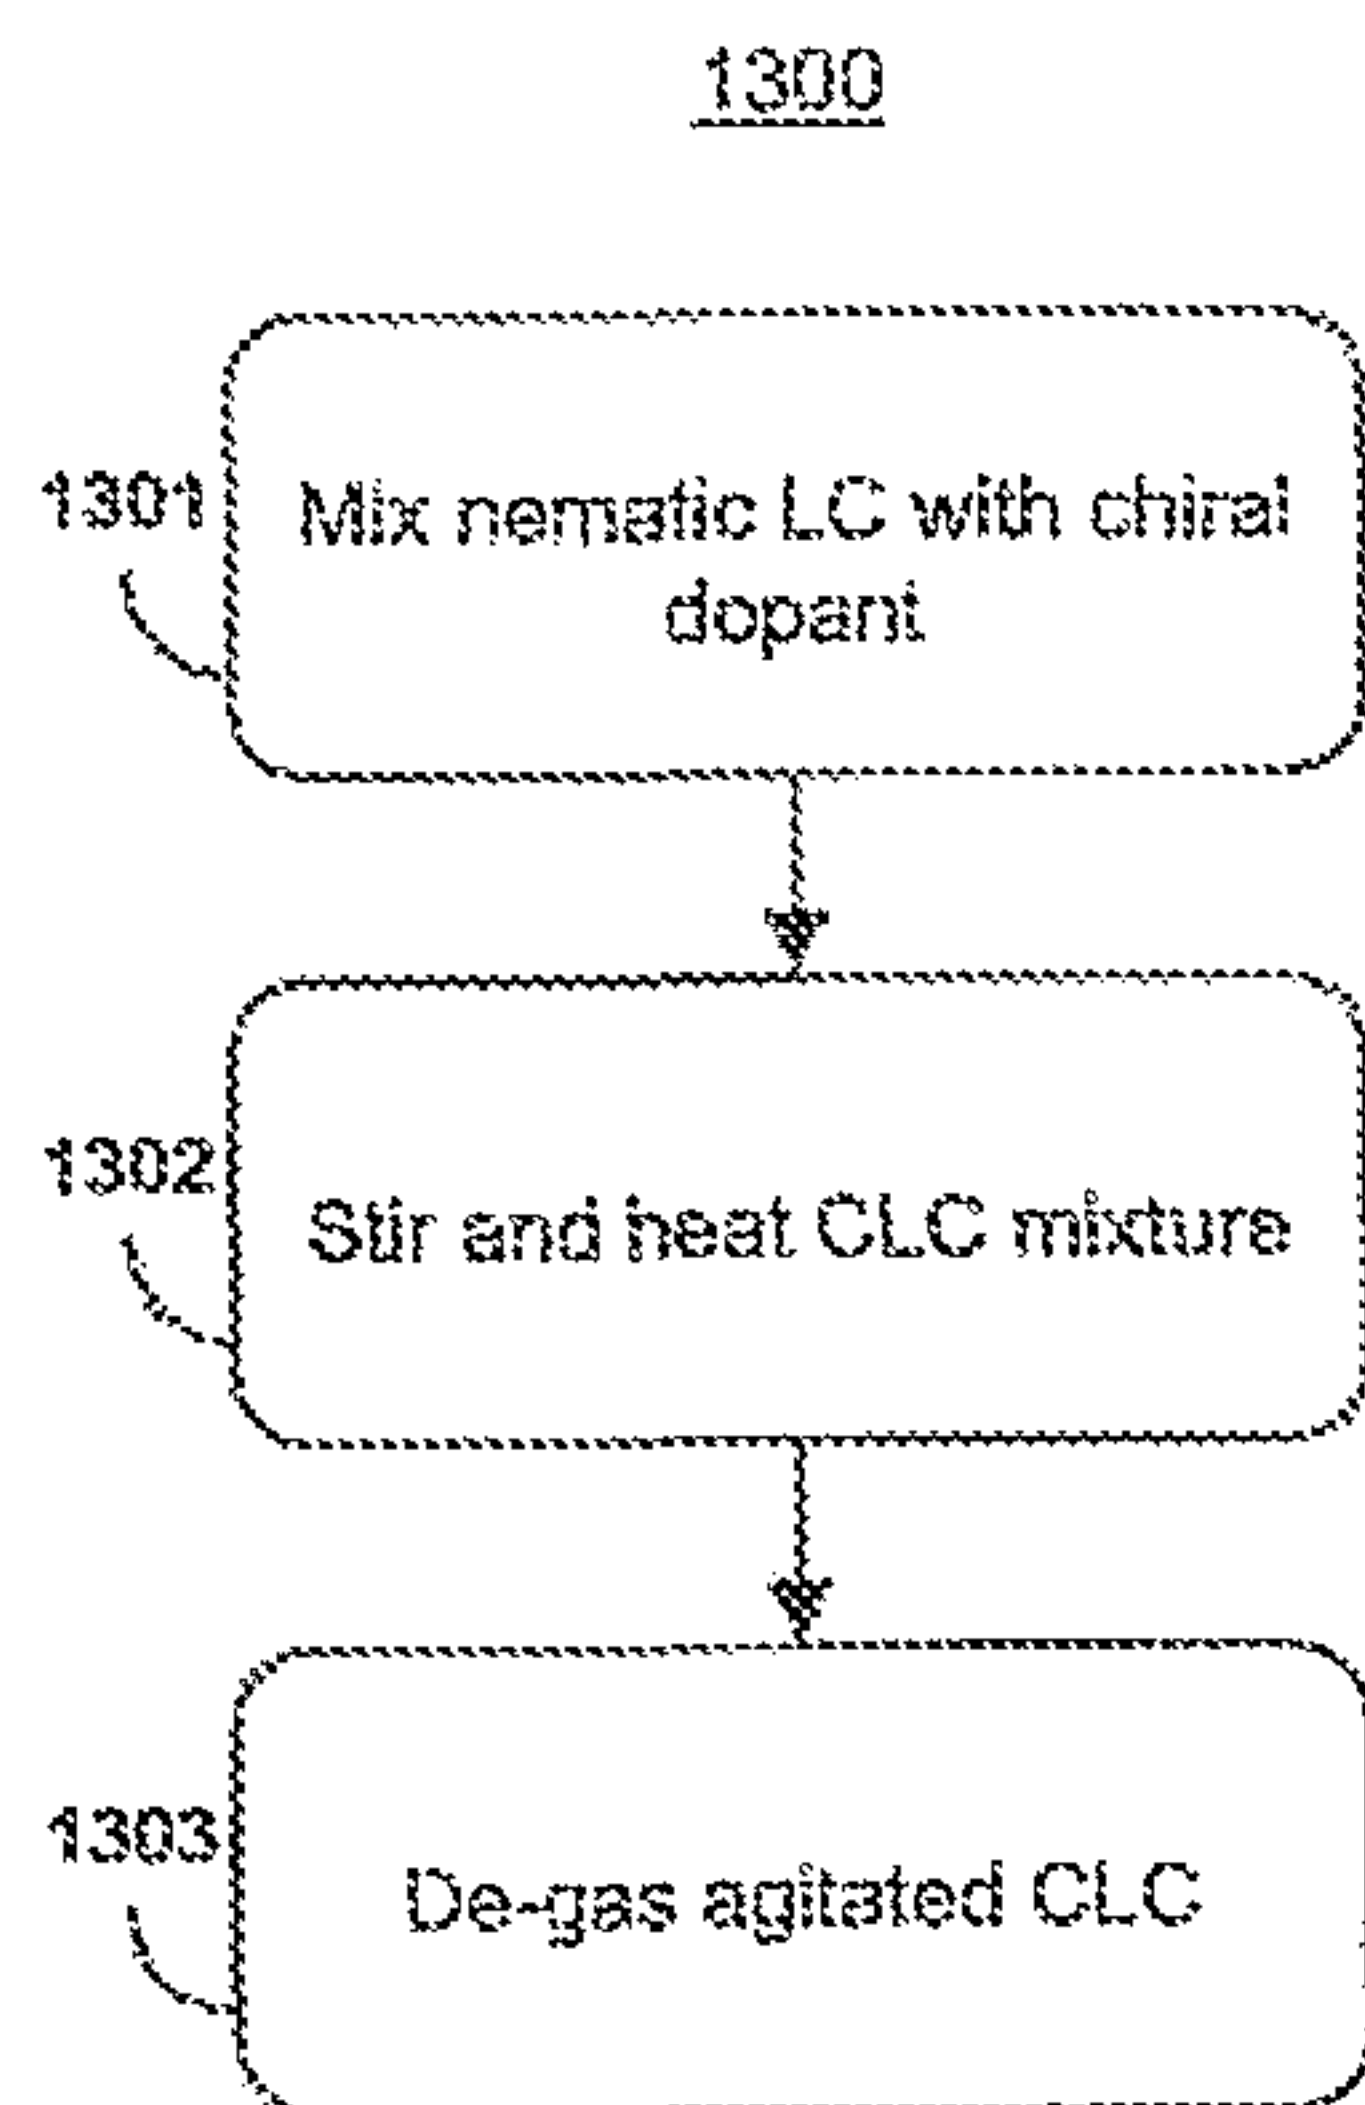 1300
1301
Mix nematic LC with chiral
dopant
1302
Stir and heat CLC mixture
1303
De-gas agitated CLC